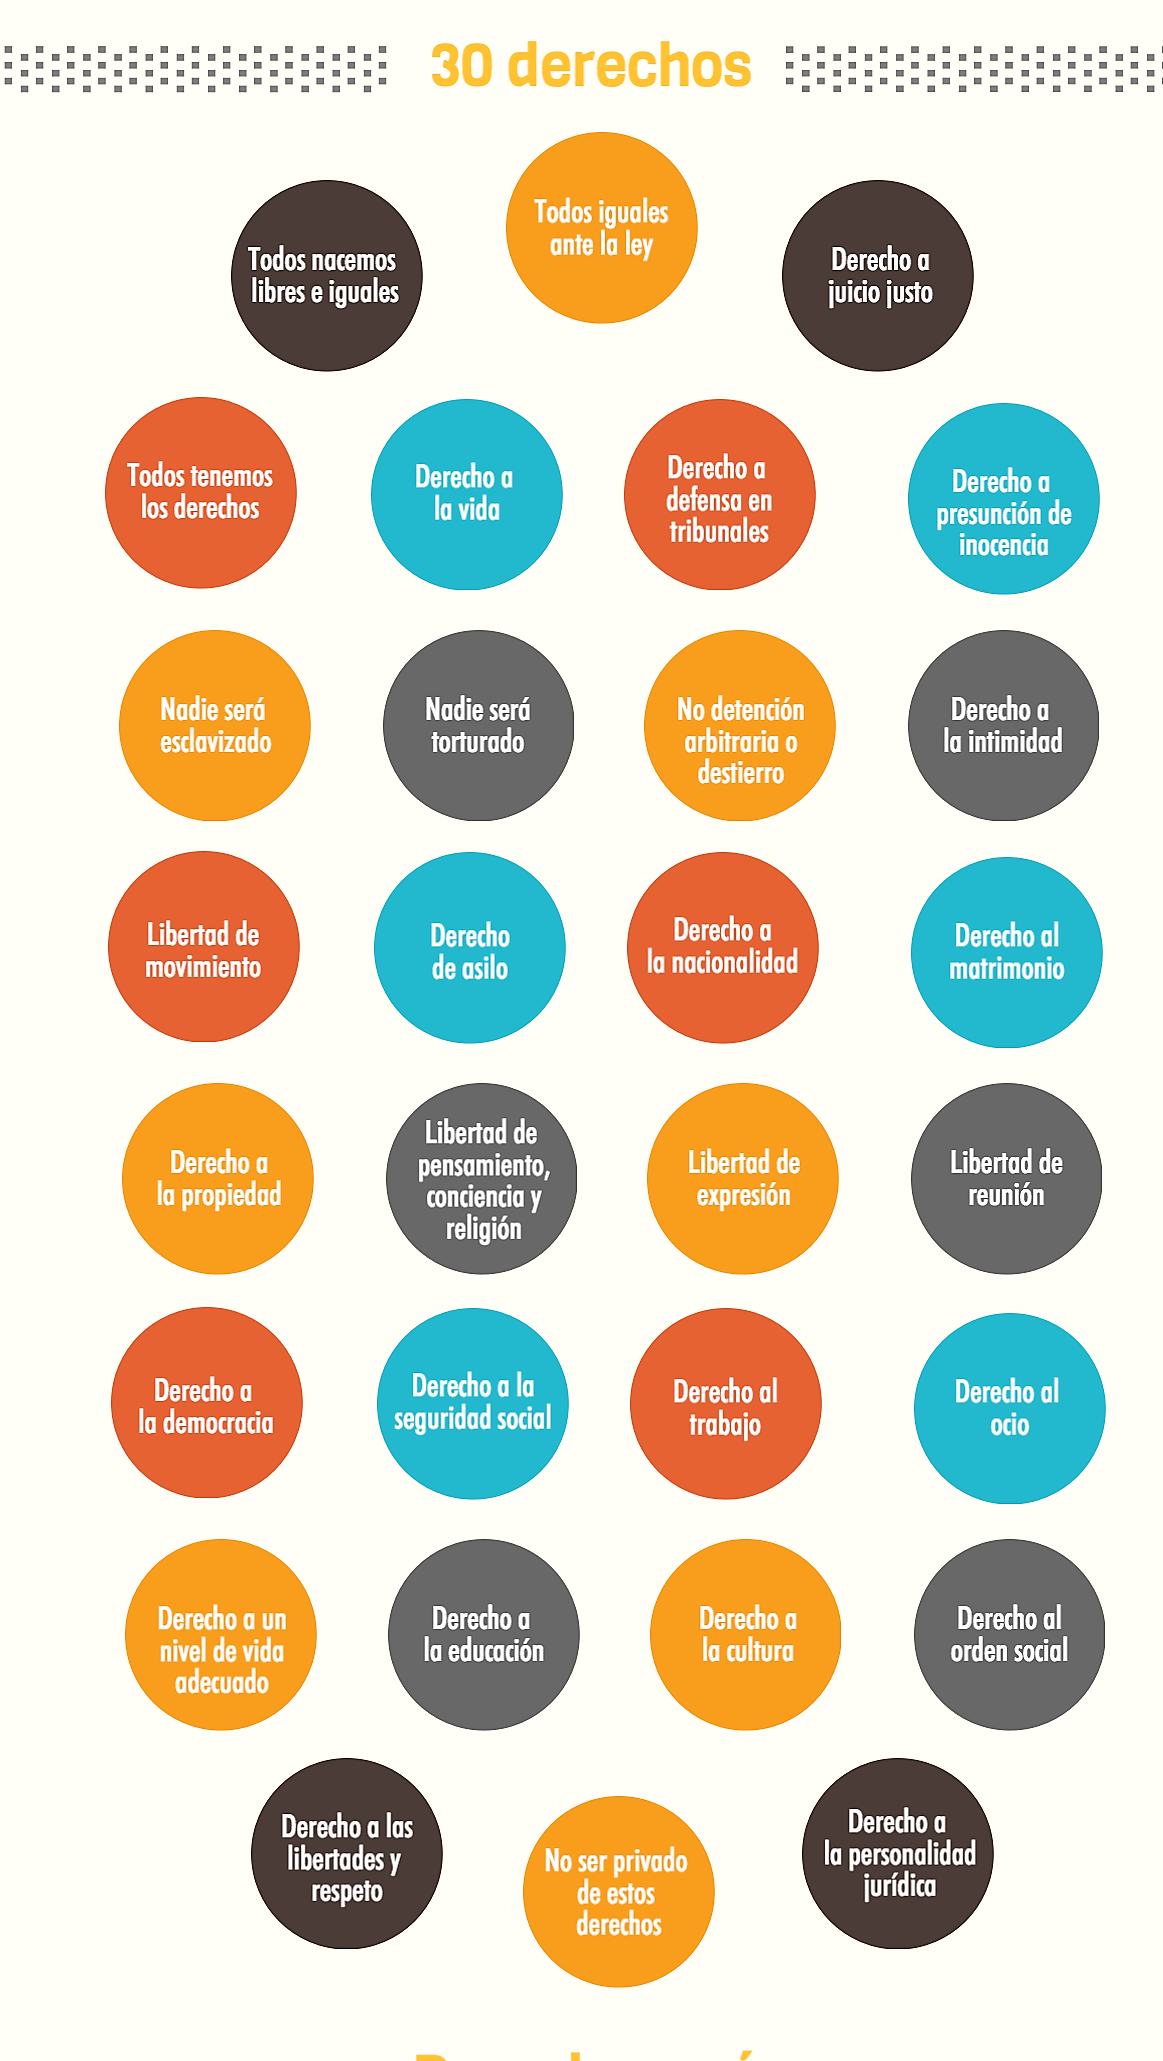 30 derechos
Todos iguales
ante la ley
Todos nacemos
libres e iguales
Derecho a
juicio justo
Todos tenemos
los derechos
Derecho a
la vida
Derecho a
defensa en
tribunales
Derecho a
presunción de
inocencia
Nadie será
esclavizado
Nadie será
torturado
No detención
arbitraria o
destierro
Derecho a
la intimidad
Libertad de
movimiento
Derecho
de asilo
Derecho a
la nacionalidad
Derecho al
matrimonio
Derecho a
la propiedad
Libertad de
pensamiento,
conciencia y
religión
Libertad de
expresión
Libertad de
reunión
Derecho a
la democracia
Derecho a la
seguridad social
Derecho al
trabajo
Derecho al
ocio
Derecho a un
nivel de vida
adecuado
Derecho a
la educación
Derecho a
la cultura
Derecho al
orden social
Derecho a las
libertades y
respeto
No ser privado
de estos
derechos
Derecho a
la personalidad
jurídica